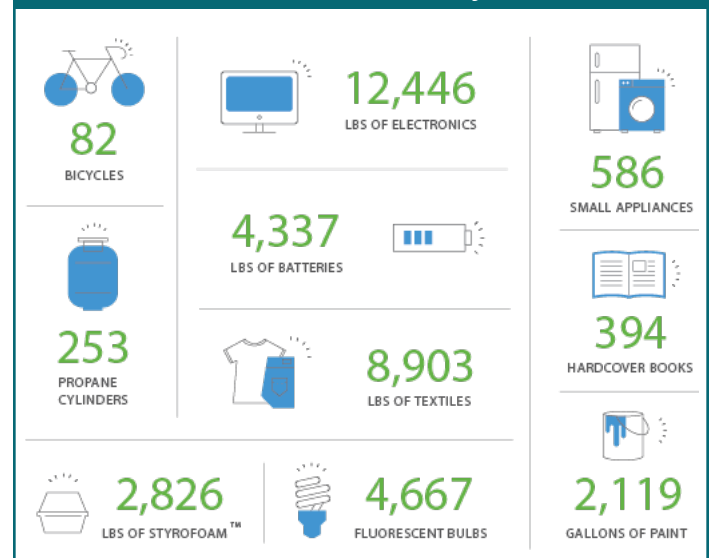 82
BICYCLES
253
PROPANE
CYLINDERS
12,446
LBS OF ELECTRONICS
4,337
LBS OF BATTERIES
8,903
LBS OF TEXTILES
2,826
LBS OF STYROFOAM™
4,667
FLUORESCENT BULBS
586
SMALL APPLIANCES
394
HARDCOVER BOOKS
2,119
GALLONS OF PAINT